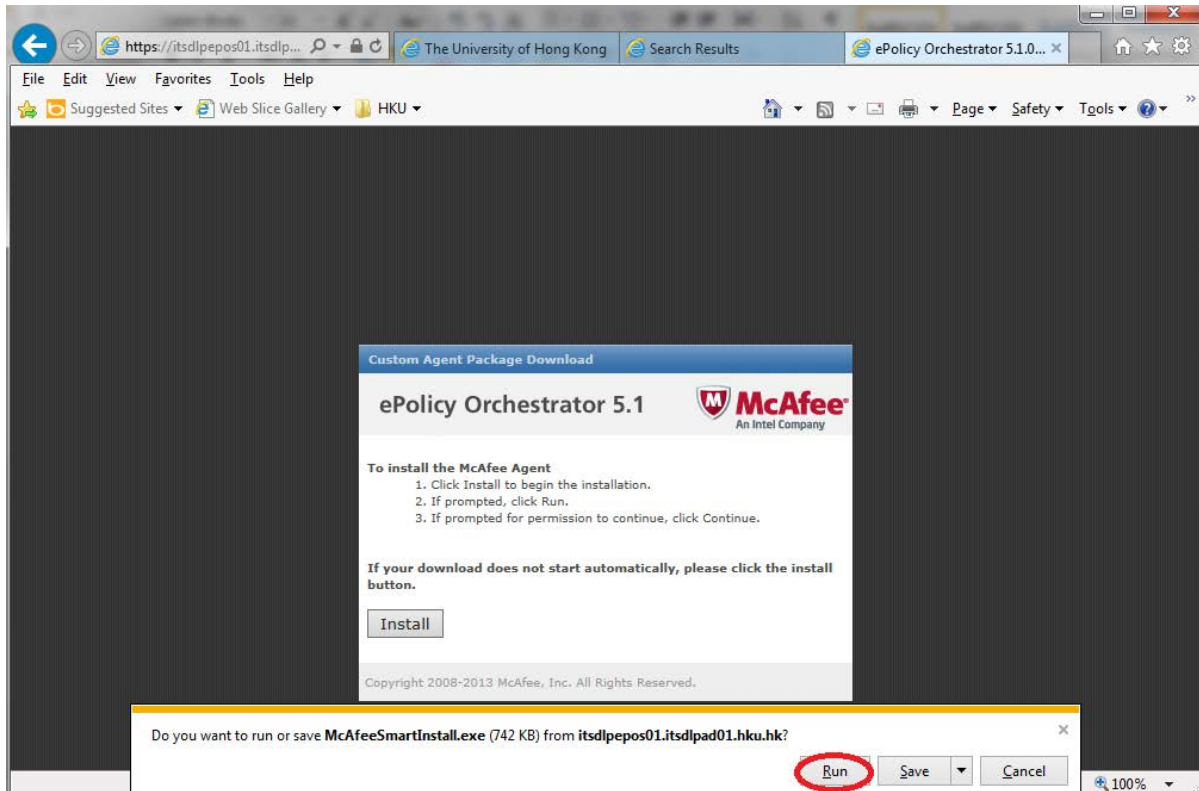 https://itsdlpepos01.itsdlp... The University of Hong Kong Search Results ePolicy Orchestrator 5.1.0...
File Edit View Favorites Tools Help
Suggested Sites Web Slice Gallery HKU Page Safety Tools
Custom Agent Package Download
ePolicy Orchestrator 5.1
McAfee
An Intel Company
To install the McAfee Agent
1. Click Install to begin the installation.
2. If prompted, click Run.
3. If prompted for permission to continue, click Continue.
If your download does not start automatically, please click the install
button.
Install
Copyright 2008-2013 McAfee, Inc. All Rights Reserved.
Do you want to run or save McAfeeSmartInstall.exe (742 KB) from itsdlpepos01.itsdlpad01.hku.hk?
Run Save Cancel
100%